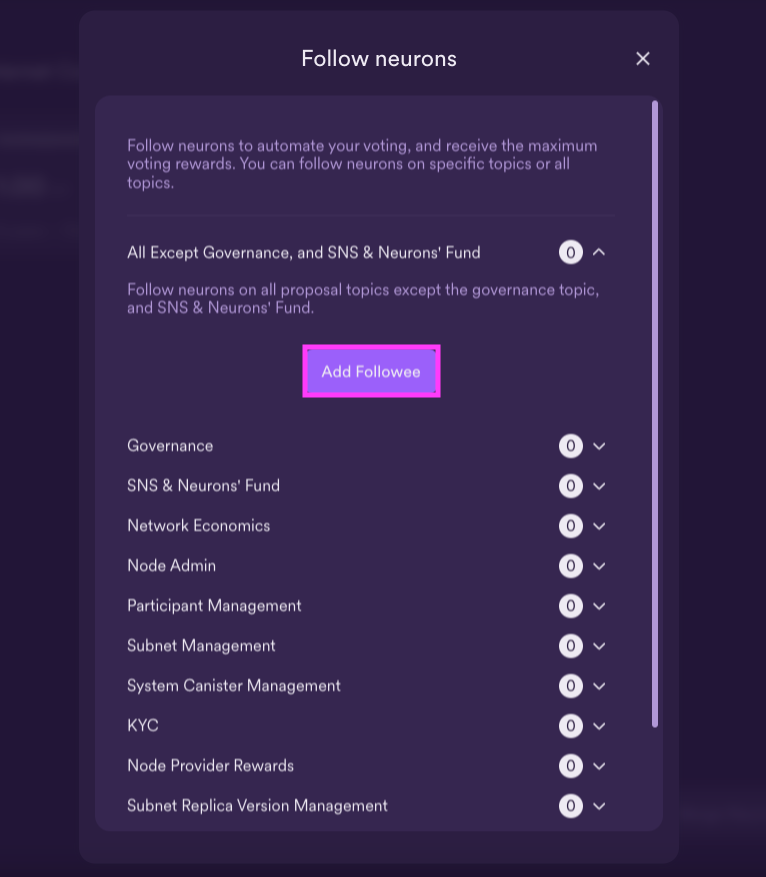 Follow neurons
Follow neurons to automate your voting, and receive the maximum
voting rewards. You can follow neurons on specific topics or all
topics.
All Except Governance, and SNS & Neurons' Fund 0
Follow neurons on all proposal topics except the governance topic,
and SNS & Neurons' Fund.
Add Followee
Governance 0
SNS & Neurons' Fund 0
Network Economics 0
Node Admin 0
Participant Management 0
Subnet Management 0
System Canister Management 0
KYC 0
Node Provider Rewards 0
Subnet Replica Version Management 0